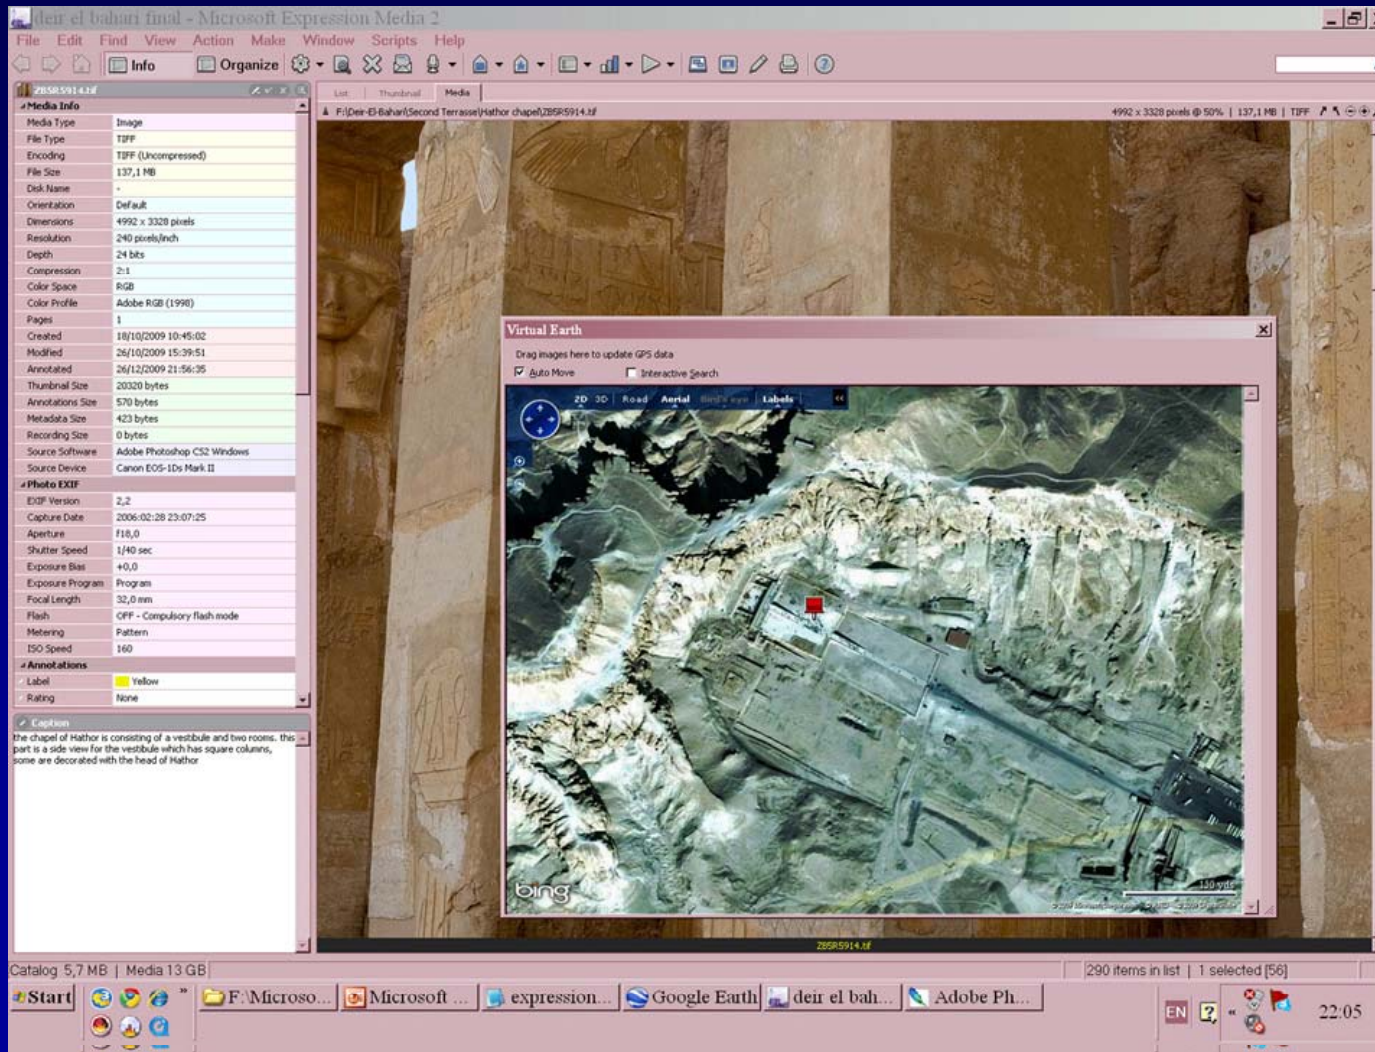 deir el bahari final - Microsoft Expression Media 2
File Edit Find View Action Make Window Scripts Help
Info Organize
ZB5R5914.tif
List Thumbnail Media
F:\Deir-El-Bahari\Second Terrasse\Hathor chapel\ZB5R5914.tif 4992 x 3328 pixels @ 50% | 137,1 MB | TIFF
Media Info
Media Type Image
File Type TIFF
Encoding TIFF (Uncompressed)
File Size 137,1 MB
Disk Name -
Orientation Default
Dimensions 4992 x 3328 pixels
Resolution 240 pixels/inch
Depth 24 bits
Compression 2:1
Color Space RGB
Color Profile Adobe RGB (1998)
Pages 1
Created 18/10/2009 10:45:02
Modified 26/10/2009 15:39:51
Annotated 26/12/2009 21:56:35
Thumbnail Size 20320 bytes
Annotations Size 570 bytes
Metadata Size 423 bytes
Recording Size 0 bytes
Source Software Adobe Photoshop CS2 Windows
Source Device Canon EOS-1Ds Mark II
Photo EXIF
EXIF Version 2,2
Capture Date 2006:02:28 23:07:25
Aperture f18,0
Shutter Speed 1/40 sec
Exposure Bias +0,0
Exposure Program Program
Focal Length 32,0 mm
Flash OFF - Compulsory flash mode
Metering Pattern
ISO Speed 160
Annotations
Label Yellow
Rating None
Caption
the chapel of Hathor is consisting of a vestibule and two rooms. this
part is a side view for the vestibule which has square columns,
some are decorated with the head of Hathor
Virtual Earth
Drag images here to update GPS data
Auto Move Interactive Search
2D 3D Road Aerial Bird's eye Labels
bing
130 yds
ZB5R5914.tif
Catalog 5,7 MB | Media 13 GB
290 items in list | 1 selected [56]
Start F:\Microso... Microsoft ... expression... Google Earth deir el bah... Adobe Ph... EN 22:05